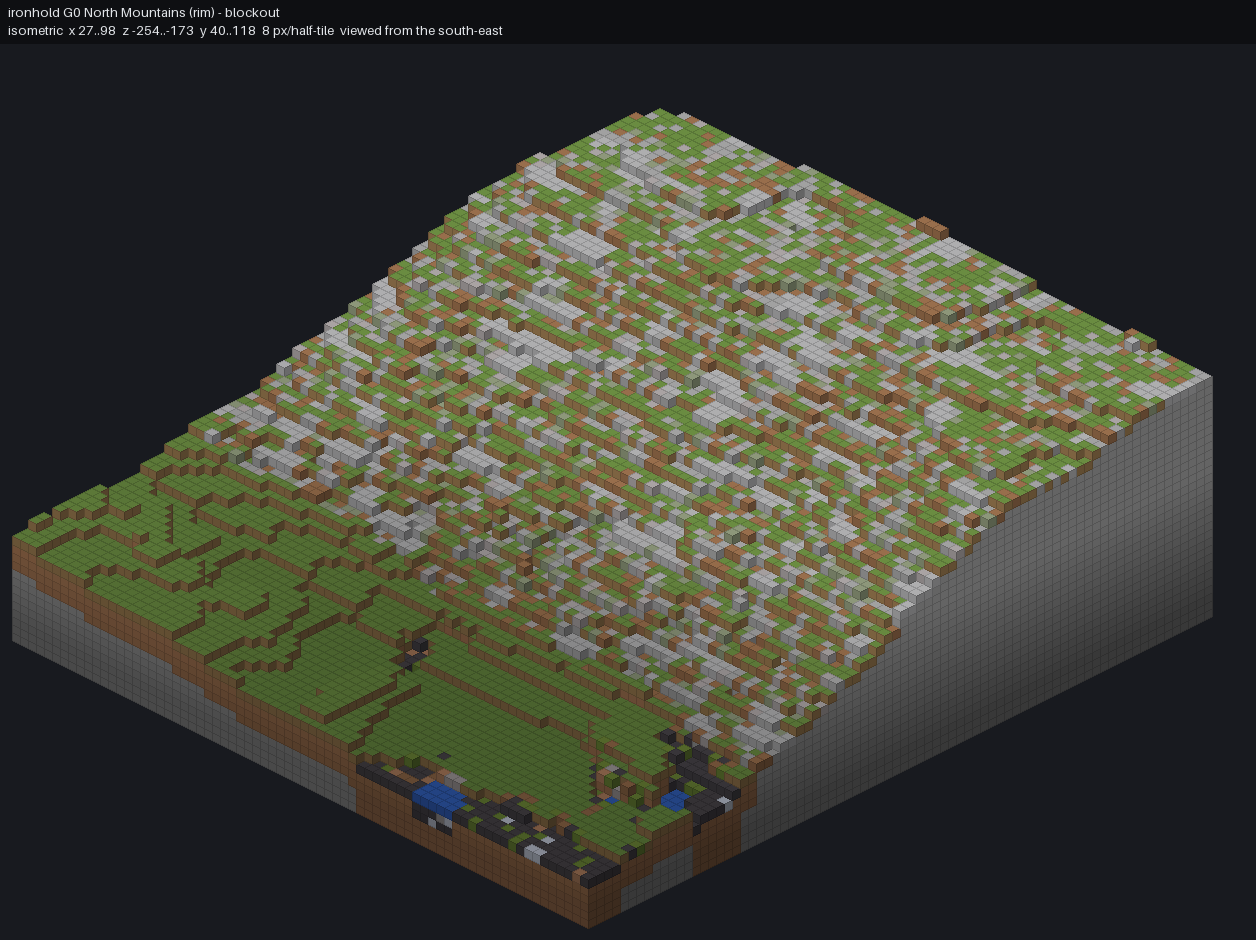 ironhold G0 North Mountains (rim) - blockout
isometric  x 27..98  z -254..-173  y 40..118  8 px/half-tile  viewed from the south-east